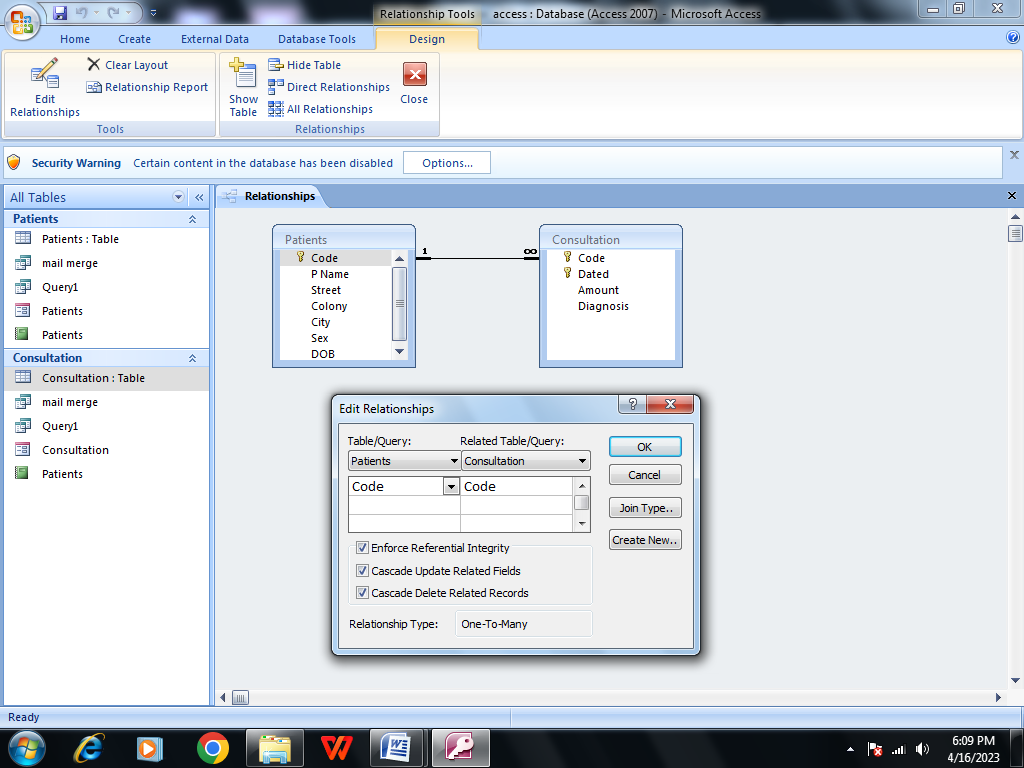 Relationship Tools access : Database (Access 2007) - Microsoft Access
Home Create External Data Database Tools Design
Edit Relationships
Clear Layout
Relationship Report
Tools
Show Table
Hide Table
Direct Relationships
All Relationships
Close
Relationships
Security Warning Certain content in the database has been disabled Options...
All Tables
Patients
Patients : Table
mail merge
Query1
Patients
Patients
Consultation
Consultation : Table
mail merge
Query1
Consultation
Patients
Relationships
Patients
Code
P Name
Street
Colony
City
Sex
DOB
1 ∞
Consultation
Code
Dated
Amount
Diagnosis
Edit Relationships
Table/Query: Related Table/Query:
Patients Consultation
Code Code
Enforce Referential Integrity
Cascade Update Related Fields
Cascade Delete Related Records
Relationship Type: One-To-Many
OK
Cancel
Join Type..
Create New..
Ready
6:09 PM
4/16/2023